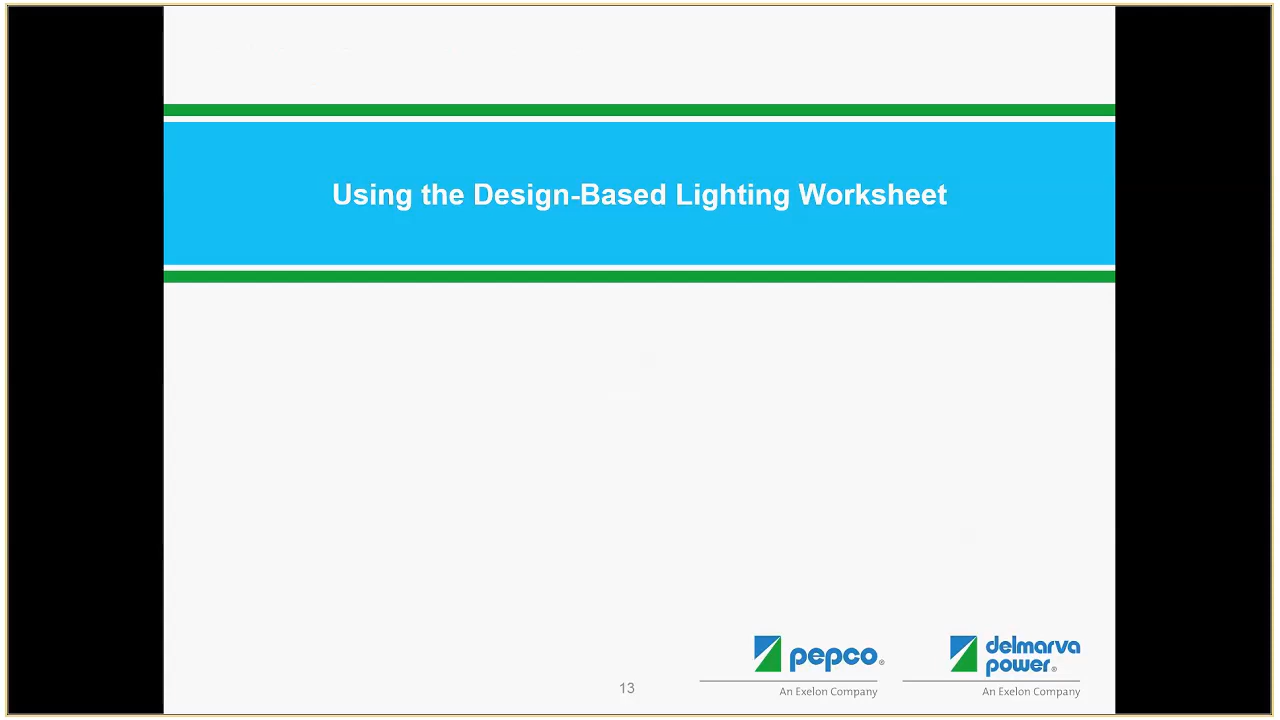 Using the Design-Based Lighting Worksheet
pepco®
An Exelon Company
delmarva
power®
An Exelon Company
13